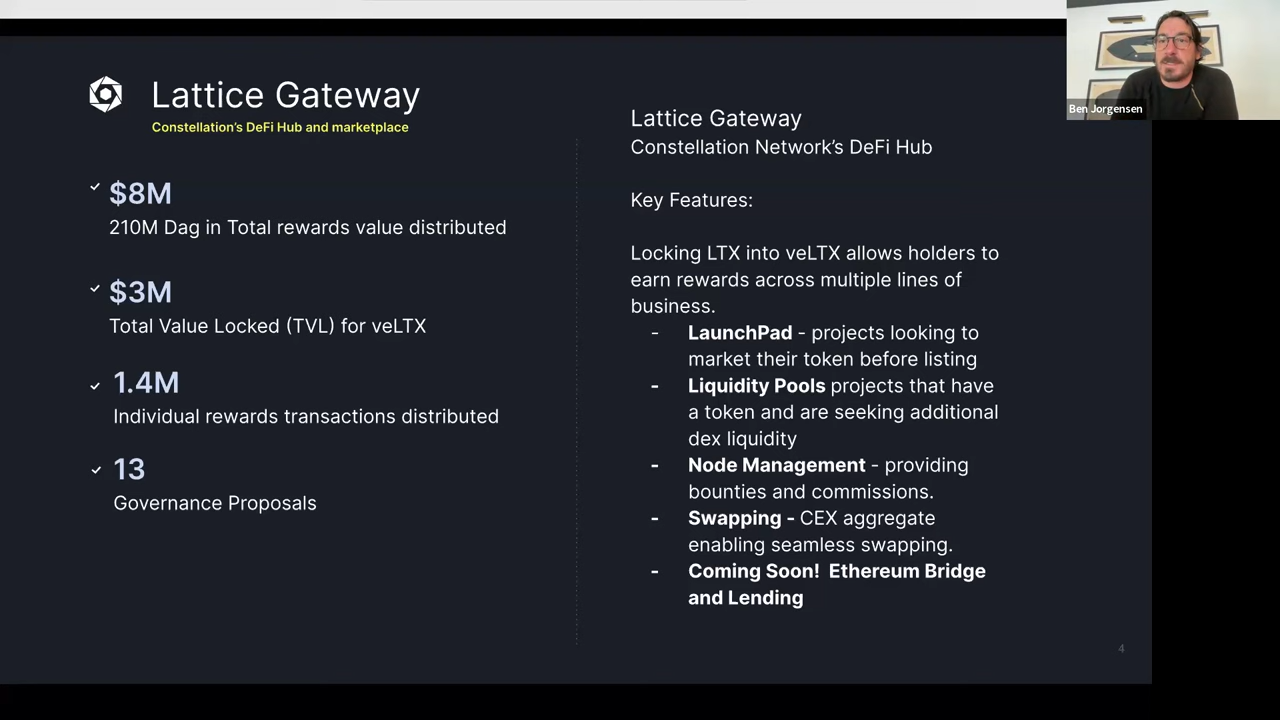 Lattice Gateway
Constellation's DeFi Hub and marketplace
$8M
210M Dag in Total rewards value distributed
$3M
Total Value Locked (TVL) for veLTX
1.4M
Individual rewards transactions distributed
13
Governance Proposals
Lattice Gateway
Constellation Network's DeFi Hub
Key Features:
Locking LTX into veLTX allows holders to
earn rewards across multiple lines of
business.
- LaunchPad - projects looking to
market their token before listing
- Liquidity Pools projects that have
a token and are seeking additional
dex liquidity
- Node Management - providing
bounties and commissions.
- Swapping - CEX aggregate
enabling seamless swapping.
- Coming Soon! Ethereum Bridge
and Lending
4
Ben Jorgensen